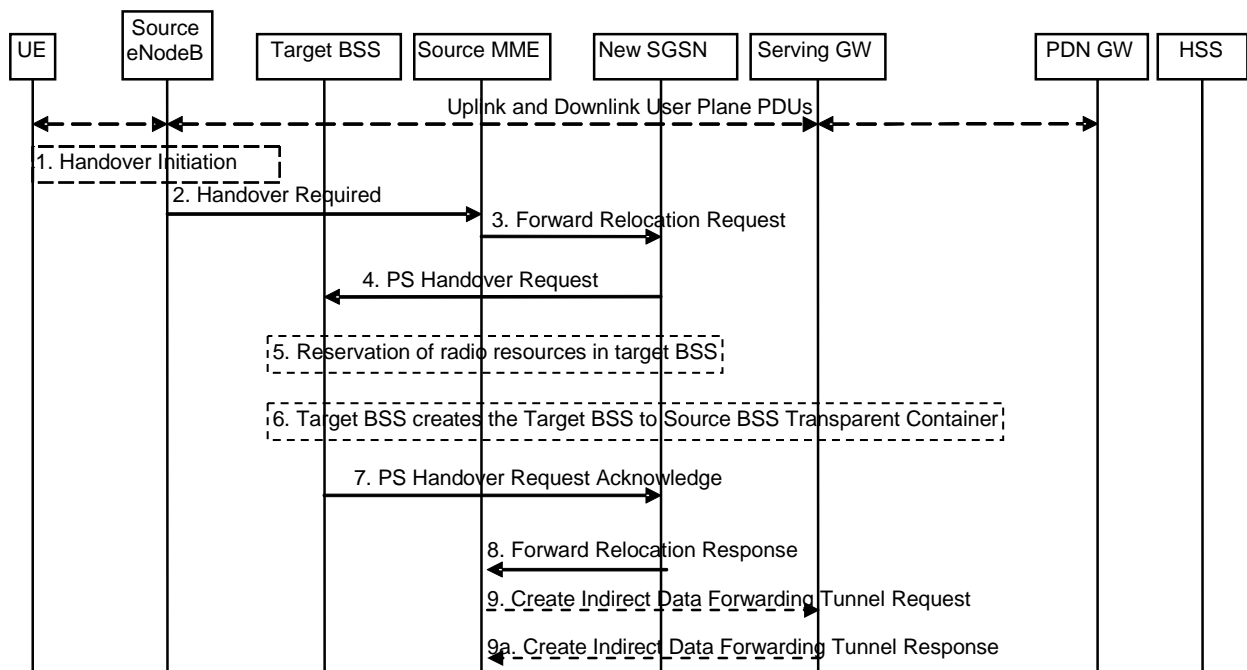 UE
Source
eNodeB
Target BSS
Source MME
New SGSN
Serving GW
PDN GW
HSS
Uplink and Downlink User Plane PDUs
1. Handover Initiation
2. Handover Required
3. Forward Relocation Request
4. PS Handover Request
5. Reservation of radio resources in target BSS
6. Target BSS creates the Target BSS to Source BSS Transparent Container
7. PS Handover Request Acknowledge
8. Forward Relocation Response
9. Create Indirect Data Forwarding Tunnel Request
9a. Create Indirect Data Forwarding Tunnel Response